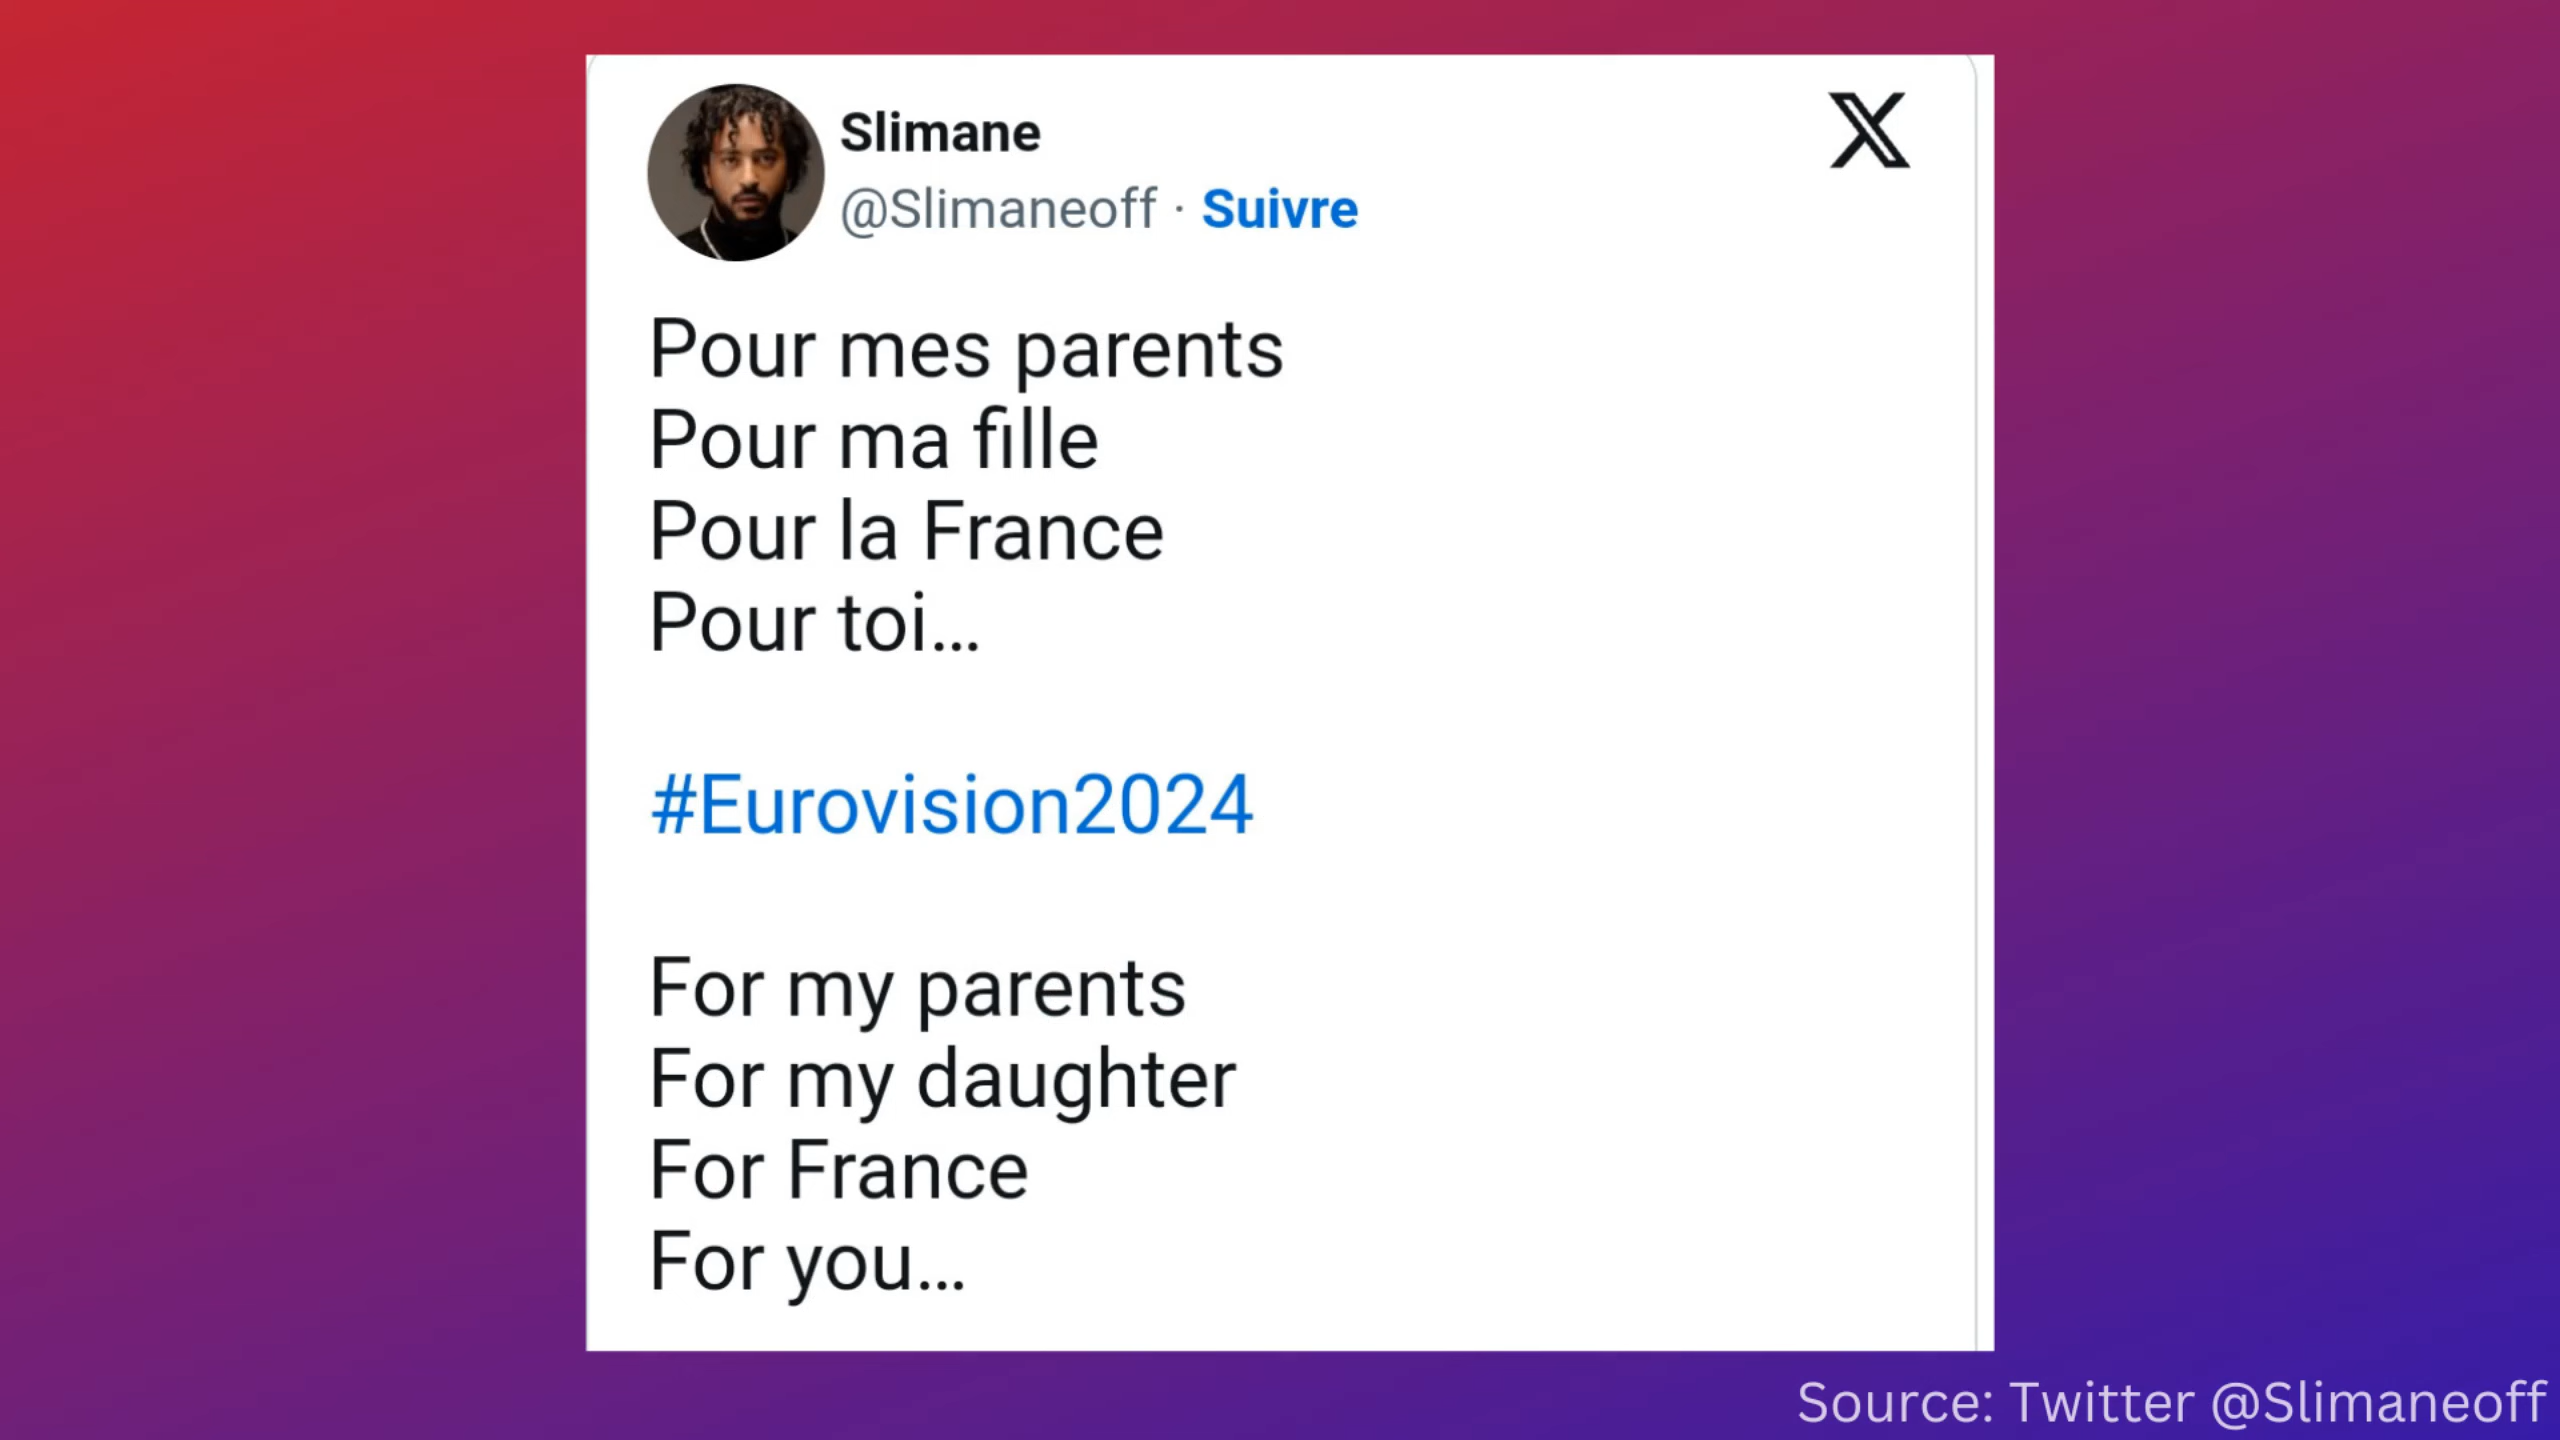 Slimane
@Slimaneoff · Suivre
Pour mes parents
Pour ma fille
Pour la France
Pour toi…
#Eurovision2024
For my parents
For my daughter
For France
For you…
Source: Twitter @Slimaneoff